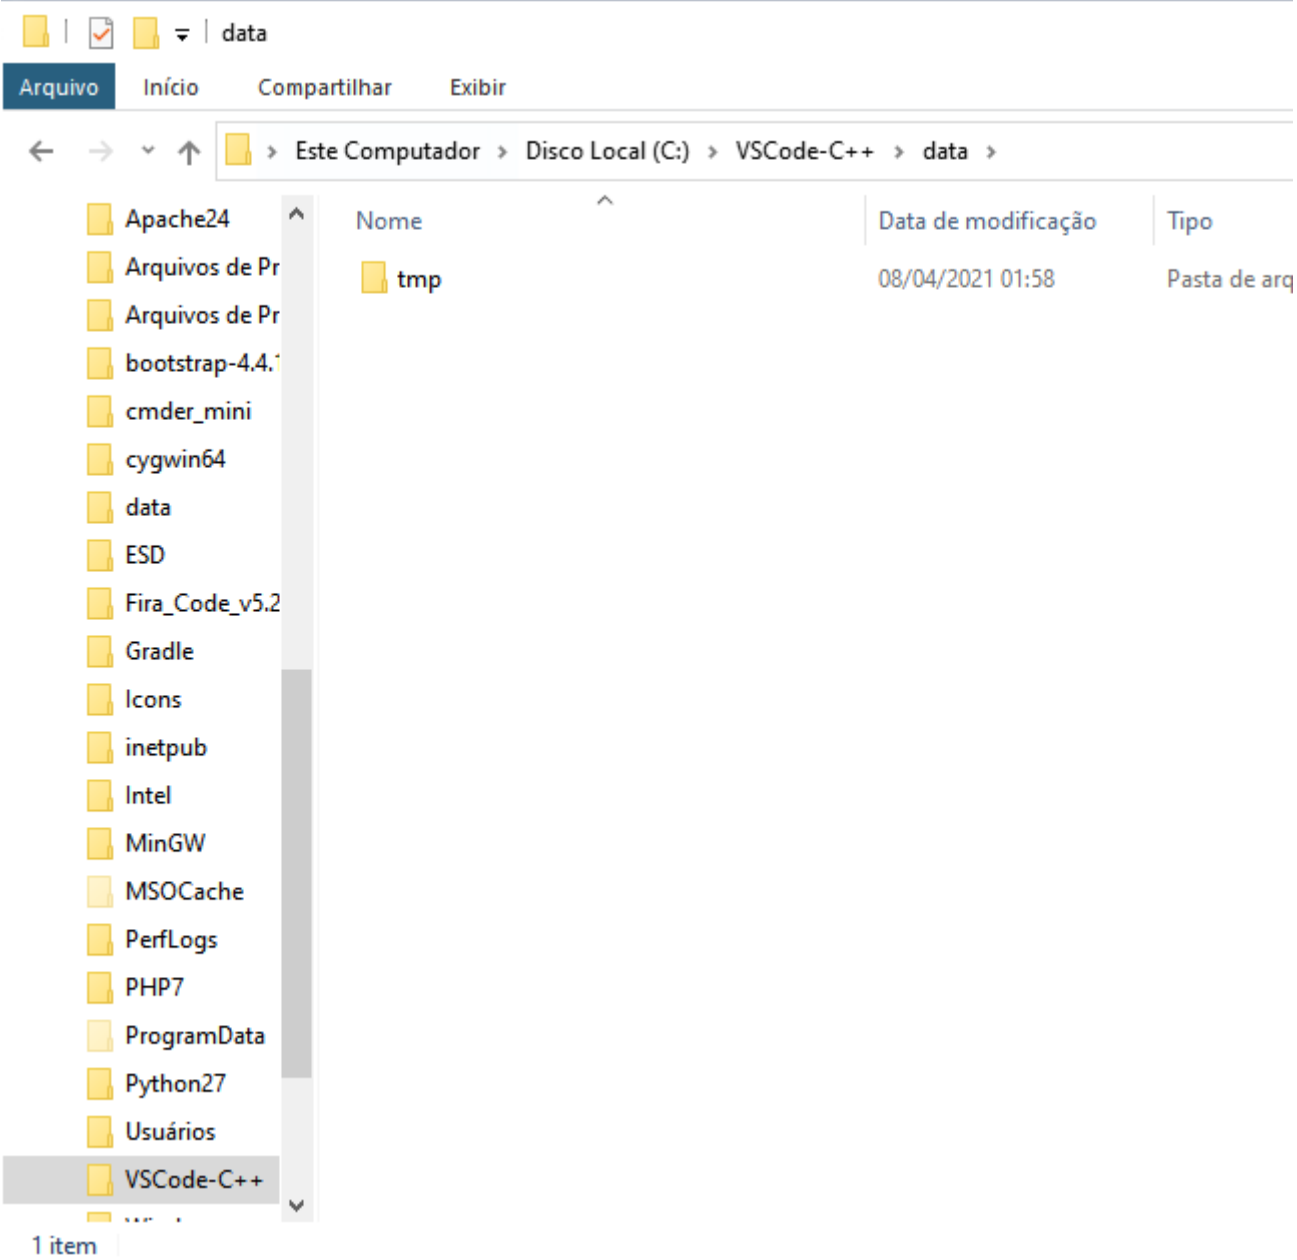 data
Arquivo Início Compartilhar Exibir
Este Computador > Disco Local (C:) > VSCode-C++ > data >
Nome Data de modificação Tipo
tmp 08/04/2021 01:58 Pasta de arq
Apache24
Arquivos de Pr
Arquivos de Pr
bootstrap-4.4.1
cmder_mini
cygwin64
data
ESD
Fira_Code_v5.2
Gradle
Icons
inetpub
Intel
MinGW
MSOCache
PerfLogs
PHP7
ProgramData
Python27
Usuários
VSCode-C++
1 item